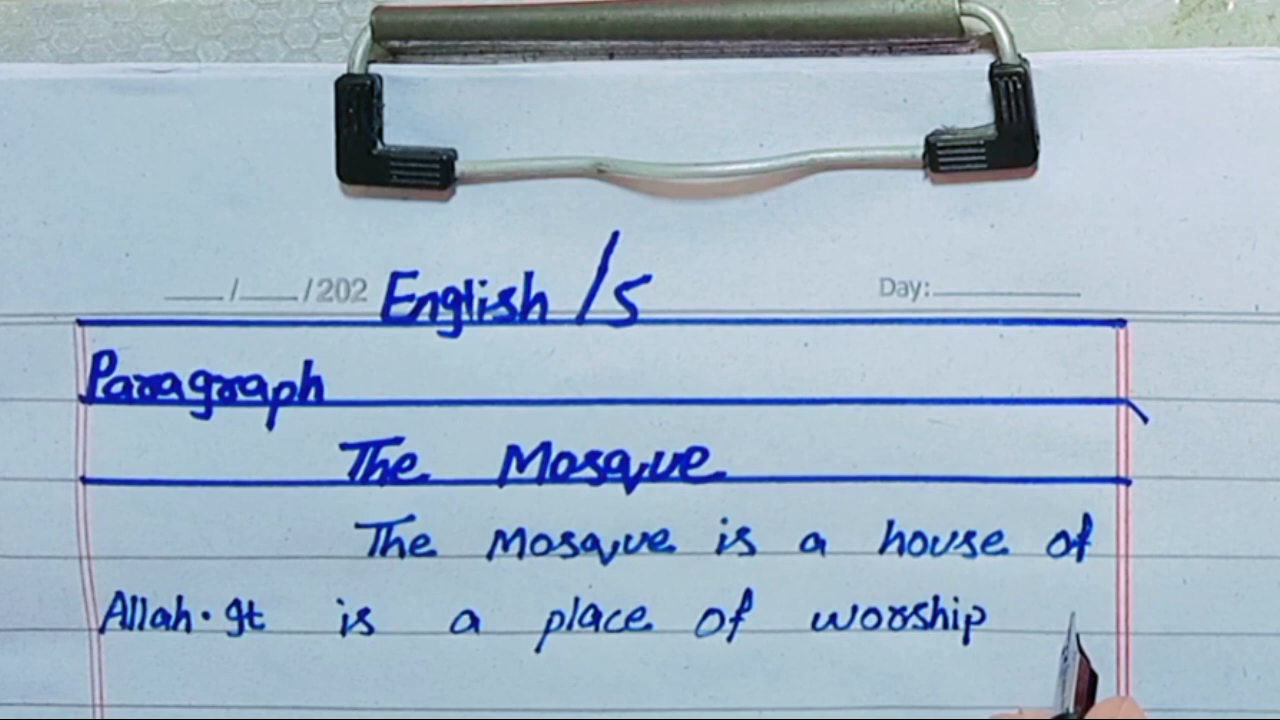 __/__/202 English /5 Day:
Paragraph
The Mosque
The Mosque is a house of
Allah. It is a place of worship